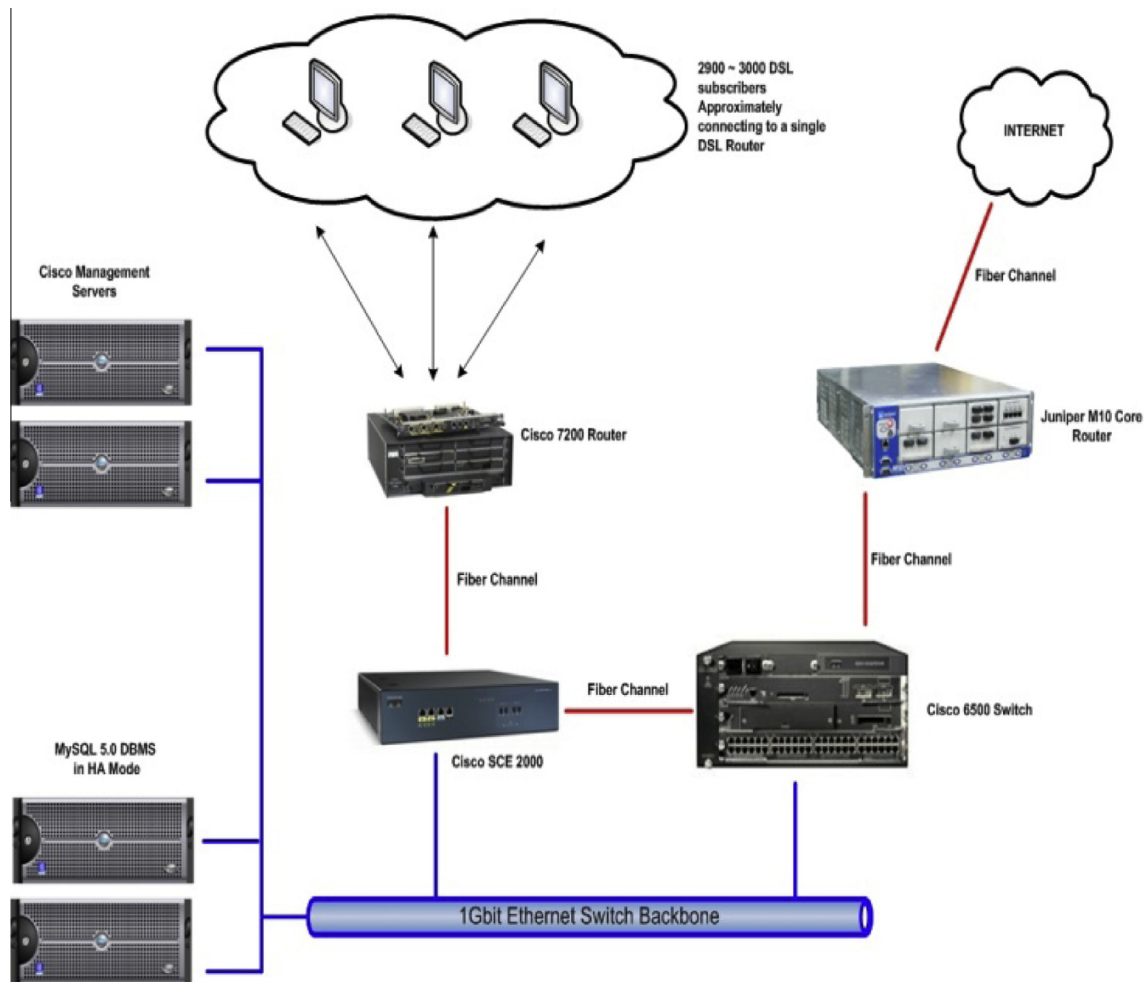 2900 ~ 3000 DSL
subscribers
Approximately
connecting to a single
DSL Router
INTERNET
Cisco Management
Servers
Fiber Channel
Cisco 7200 Router
Juniper M10 Core
Router
Fiber Channel
Fiber Channel
Fiber Channel
Cisco 6500 Switch
MySQL 5.0 DBMS
in HA Mode
Cisco SCE 2000
1Gbit Ethernet Switch Backbone